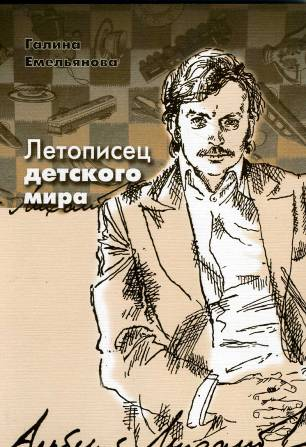 Галина
Емельянова
Летописец
детского
мира